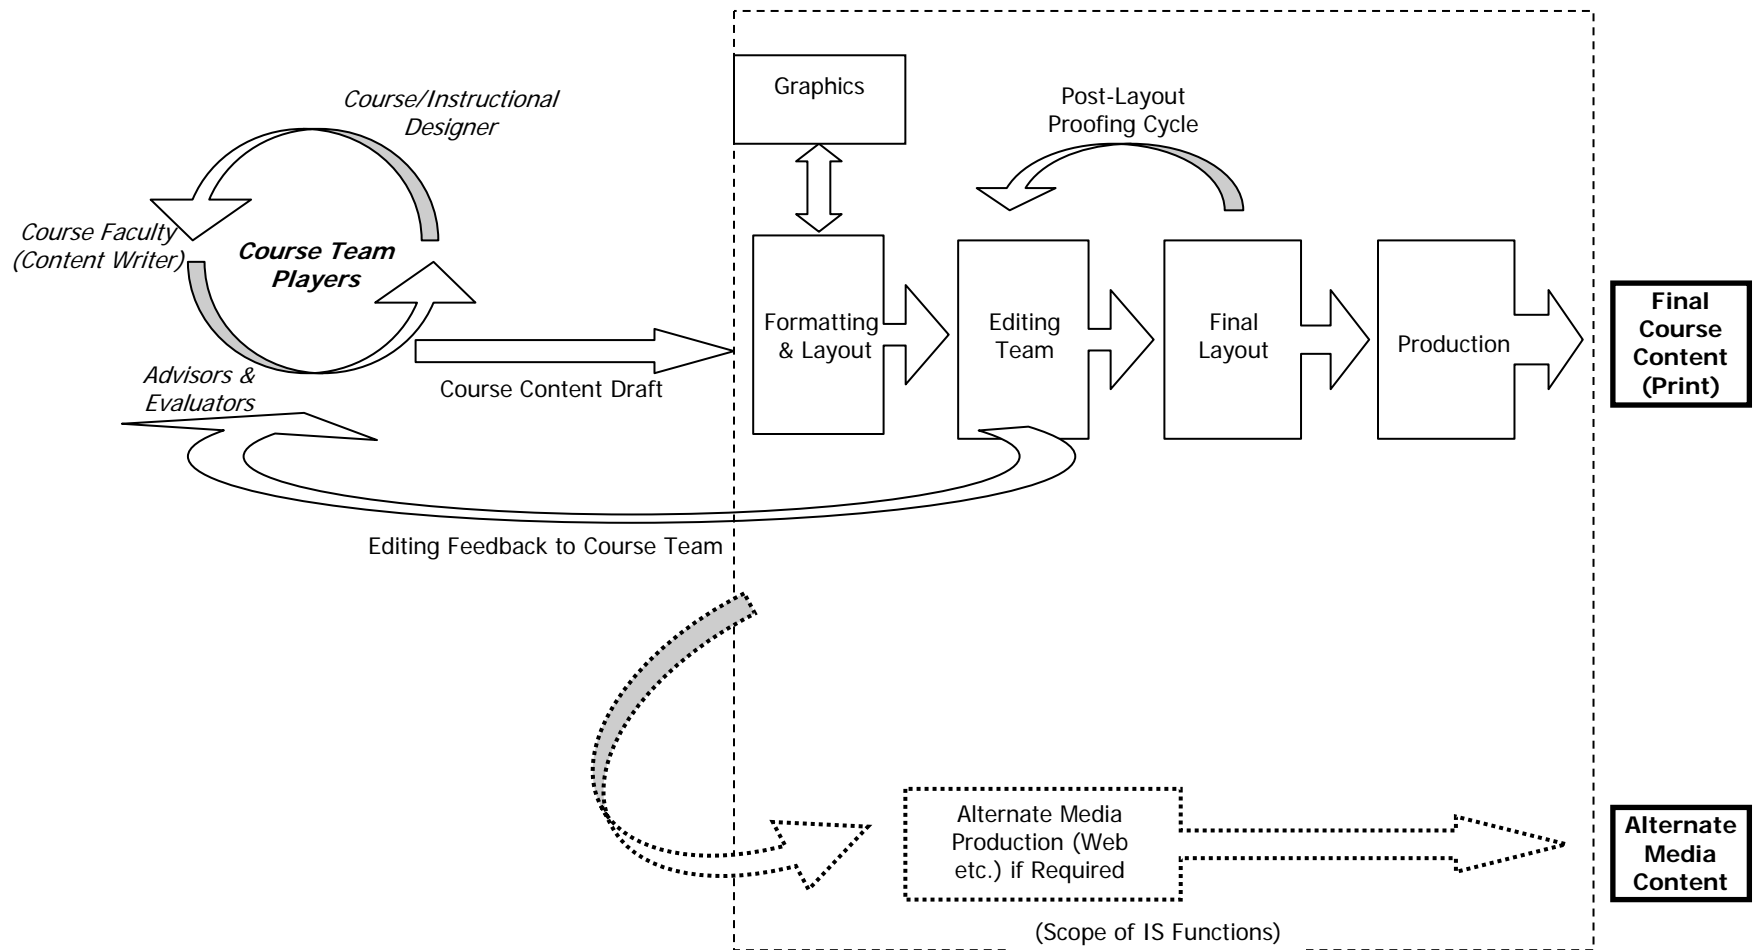 Graphics
Course/Instructional
Designer
Post-Layout
Proofing Cycle
Course Faculty
(Content Writer)
Course Team
Players
Advisors &
Evaluators
Course Content Draft
Formatting
& Layout
Editing
Team
Final
Layout
Production
Final
Course
Content
(Print)
Editing Feedback to Course Team
Alternate Media
Production (Web
etc.) if Required
Alternate
Media
Content
(Scope of IS Functions)